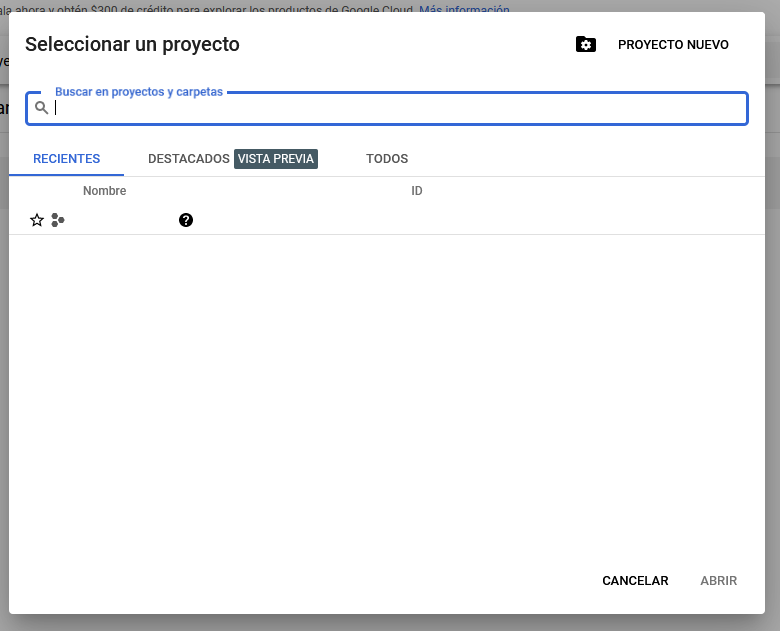 ala ahora y obtén $300 de crédito para explorar los productos de Google Cloud. Más información
Seleccionar un proyecto
PROYECTO NUEVO
Buscar en proyectos y carpetas
RECIENTES DESTACADOS VISTA PREVIA TODOS
Nombre ID
CANCELAR ABRIR